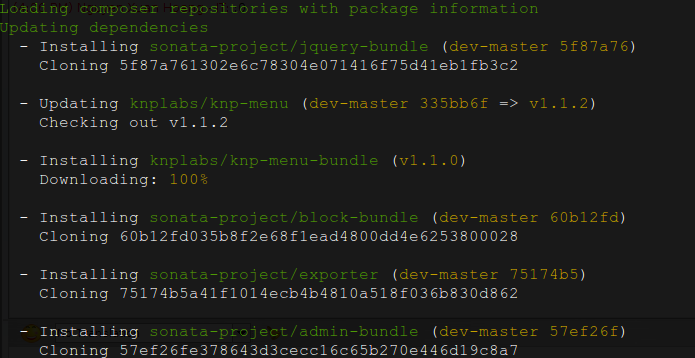 Loading composer repositories with package information
Updating dependencies
- Installing sonata-project/jquery-bundle (dev-master 5f87a76)
Cloning 5f87a761302e6c78304e071416f75d41eb1fb3c2
- Updating knplabs/knp-menu (dev-master 335bb6f => v1.1.2)
Checking out v1.1.2
- Installing knplabs/knp-menu-bundle (v1.1.0)
Downloading: 100%
- Installing sonata-project/block-bundle (dev-master 60b12fd)
Cloning 60b12fd035b8f2e68f1ead4800dd4e6253800028
- Installing sonata-project/exporter (dev-master 75174b5)
Cloning 75174b5a41f1014ecb4b4810a518f036b830d862
- Installing sonata-project/admin-bundle (dev-master 57ef26f)
Cloning 57ef26fe378643d3cecc16c65b270e446d19c8a7